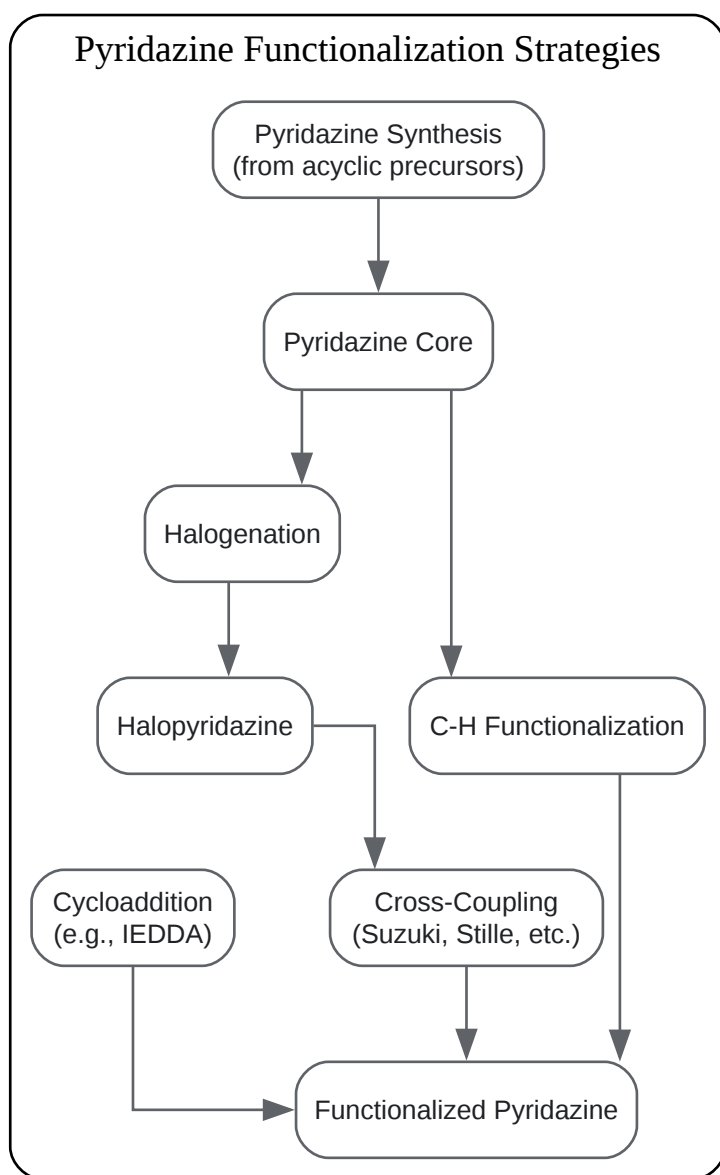 Pyridazine Functionalization Strategies
Pyridazine Synthesis
(from acyclic precursors)
Pyridazine Core
Halogenation
Halopyridazine
C-H Functionalization
Cycloaddition
(e.g., IEDDA)
Cross-Coupling
(Suzuki, Stille, etc.)
Functionalized Pyridazine